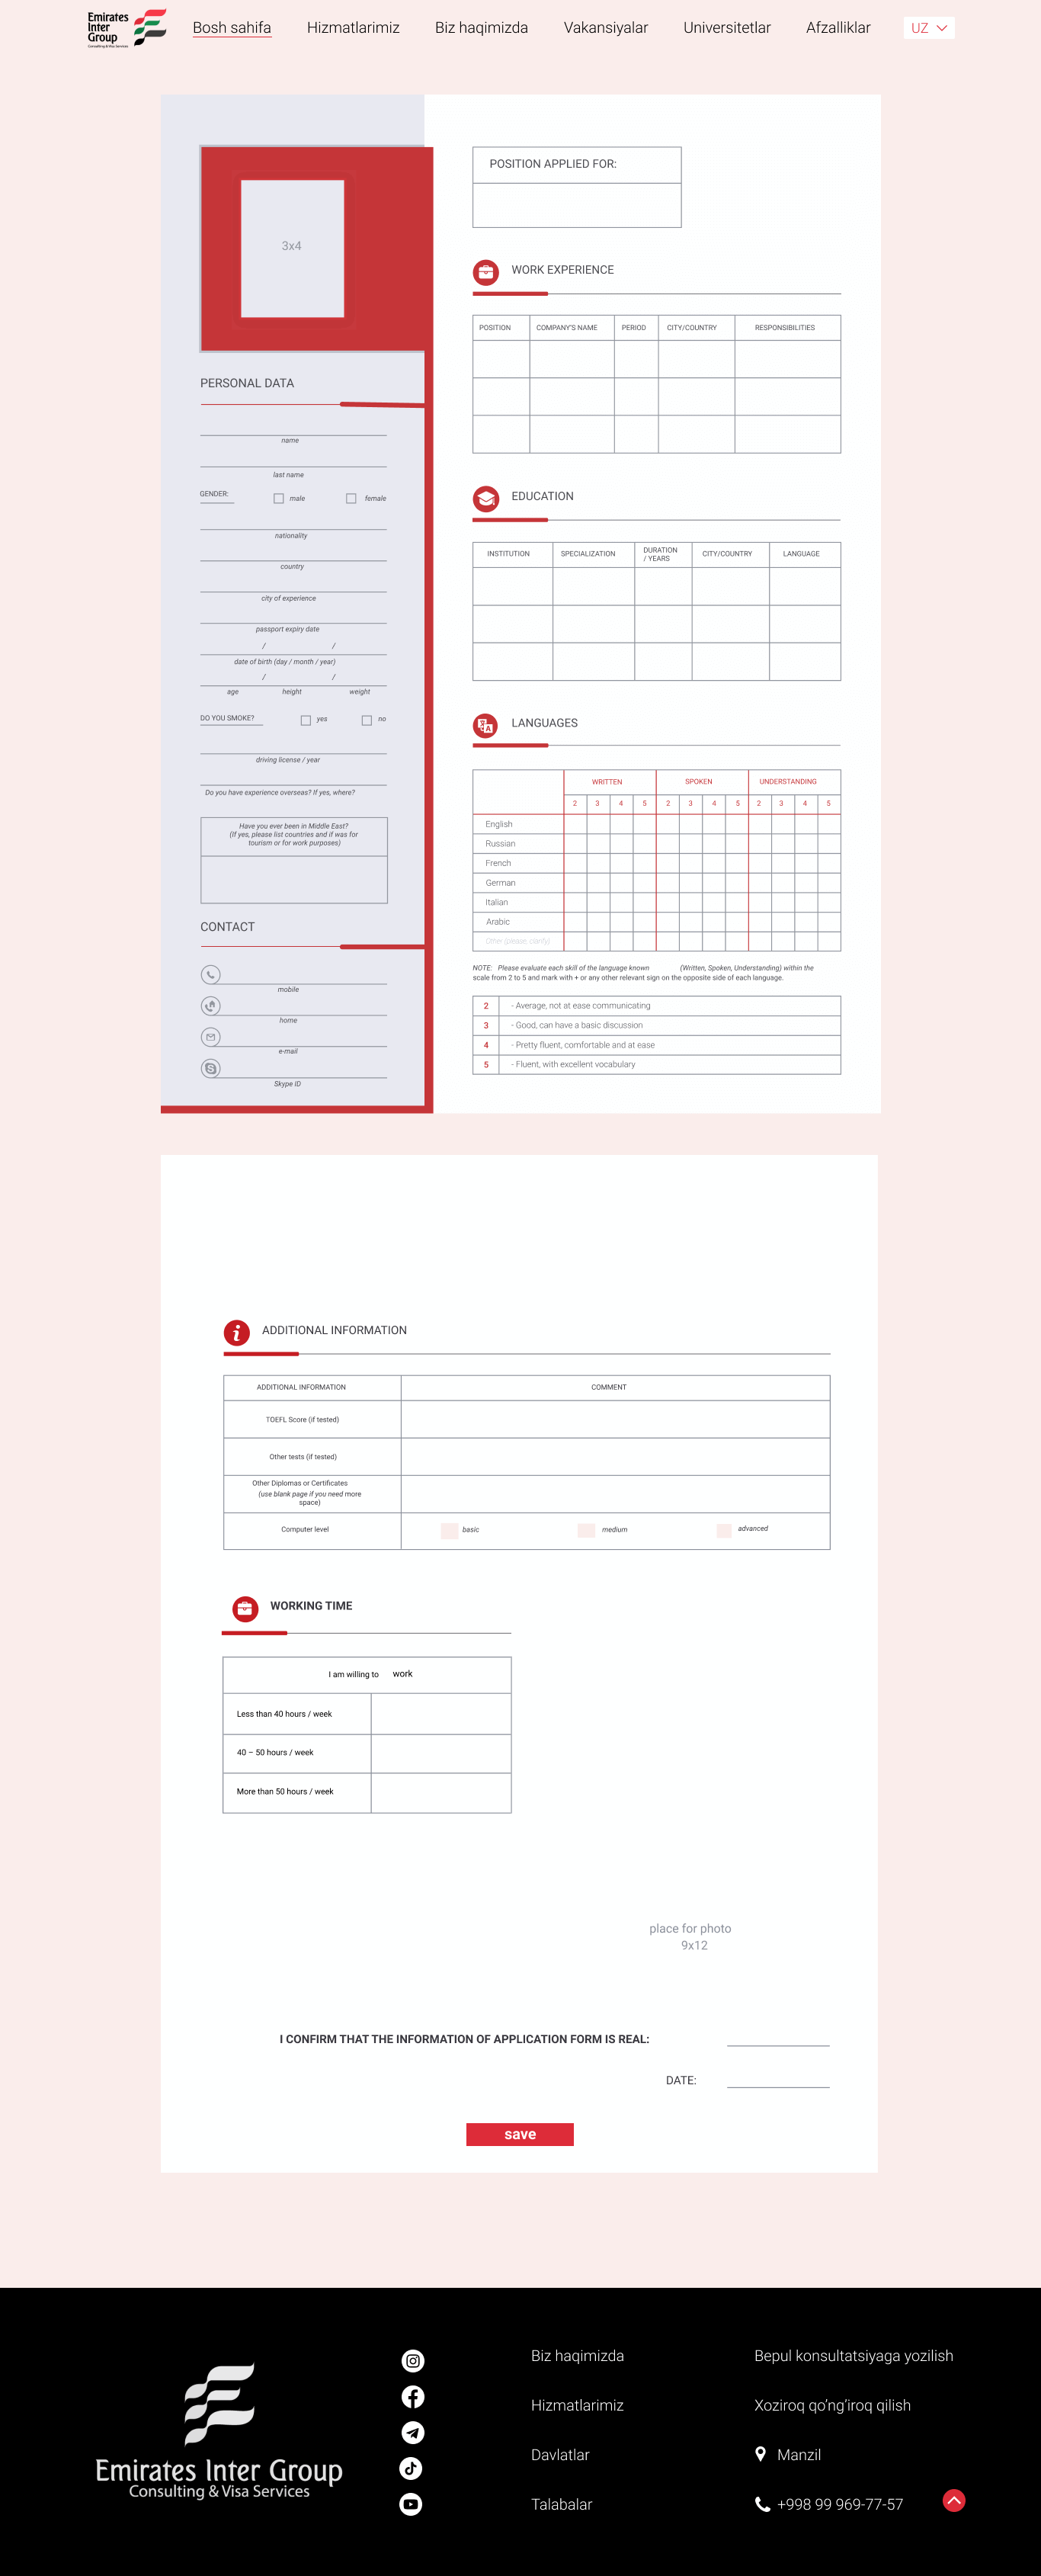 Emirates
Inter
Group
Consulting & Visa Services
Bosh sahifa
Hizmatlarimiz
Biz haqimizda
Vakansiyalar
Universitetlar
Afzalliklar
UZ
3x4
PERSONAL DATA
name
last name
GENDER:
male
female
nationality
country
city of experience
passport expiry date
/ /
date of birth (day / month / year)
/ /
age height weight
DO YOU SMOKE?
yes
no
driving license / year
Do you have experience overseas? If yes, where?
Have you ever been in Middle East?
(If yes, please list countries and if was for
tourism or for work purposes)
CONTACT
mobile
home
e-mail
Skype ID
POSITION APPLIED FOR:
WORK EXPERIENCE
POSITION COMPANY'S NAME PERIOD CITY/COUNTRY RESPONSIBILITIES
EDUCATION
INSTITUTION SPECIALIZATION DURATION / YEARS CITY/COUNTRY LANGUAGE
LANGUAGES
WRITTEN SPOKEN UNDERSTANDING
2 3 4 5 2 3 4 5 2 3 4 5
English
Russian
French
German
Italian
Arabic
Other (please, clarify)
NOTE: Please evaluate each skill of the language known (Written, Spoken, Understanding) within the
scale from 2 to 5 and mark with + or any other relevant sign on the opposite side of each language.
2 - Average, not at ease communicating
3 - Good, can have a basic discussion
4 - Pretty fluent, comfortable and at ease
5 - Fluent, with excellent vocabulary
i ADDITIONAL INFORMATION
ADDITIONAL INFORMATION COMMENT
TOEFL Score (if tested)
Other tests (if tested)
Other Diplomas or Certificates
(use blank page if you need more
space)
Computer level basic medium advanced
WORKING TIME
I am willing to work
Less than 40 hours / week
40 – 50 hours / week
More than 50 hours / week
place for photo
9x12
I CONFIRM THAT THE INFORMATION OF APPLICATION FORM IS REAL:
DATE:
save
Emirates Inter Group
Consulting & Visa Services
Biz haqimizda
Hizmatlarimiz
Davlatlar
Talabalar
Bepul konsultatsiyaga yozilish
Xoziroq qo'ng'iroq qilish
Manzil
+998 99 969-77-57